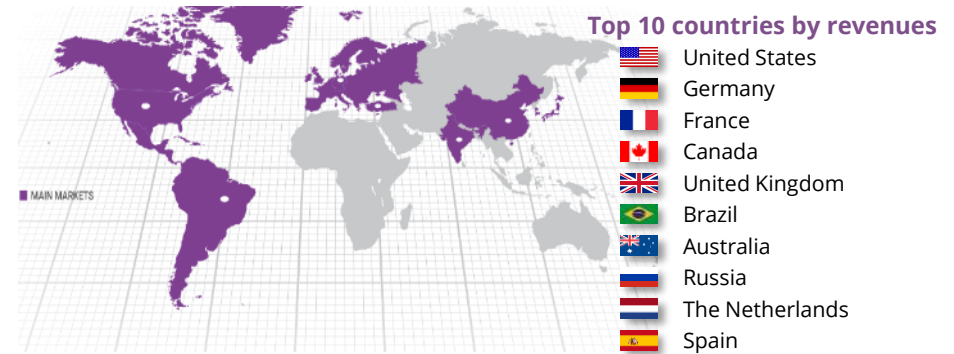 Top 10 countries by revenues
United States
Germany
France
Canada
United Kingdom
MAIN MARKETS
Brazil
Australia
Russia
The Netherlands
Spain